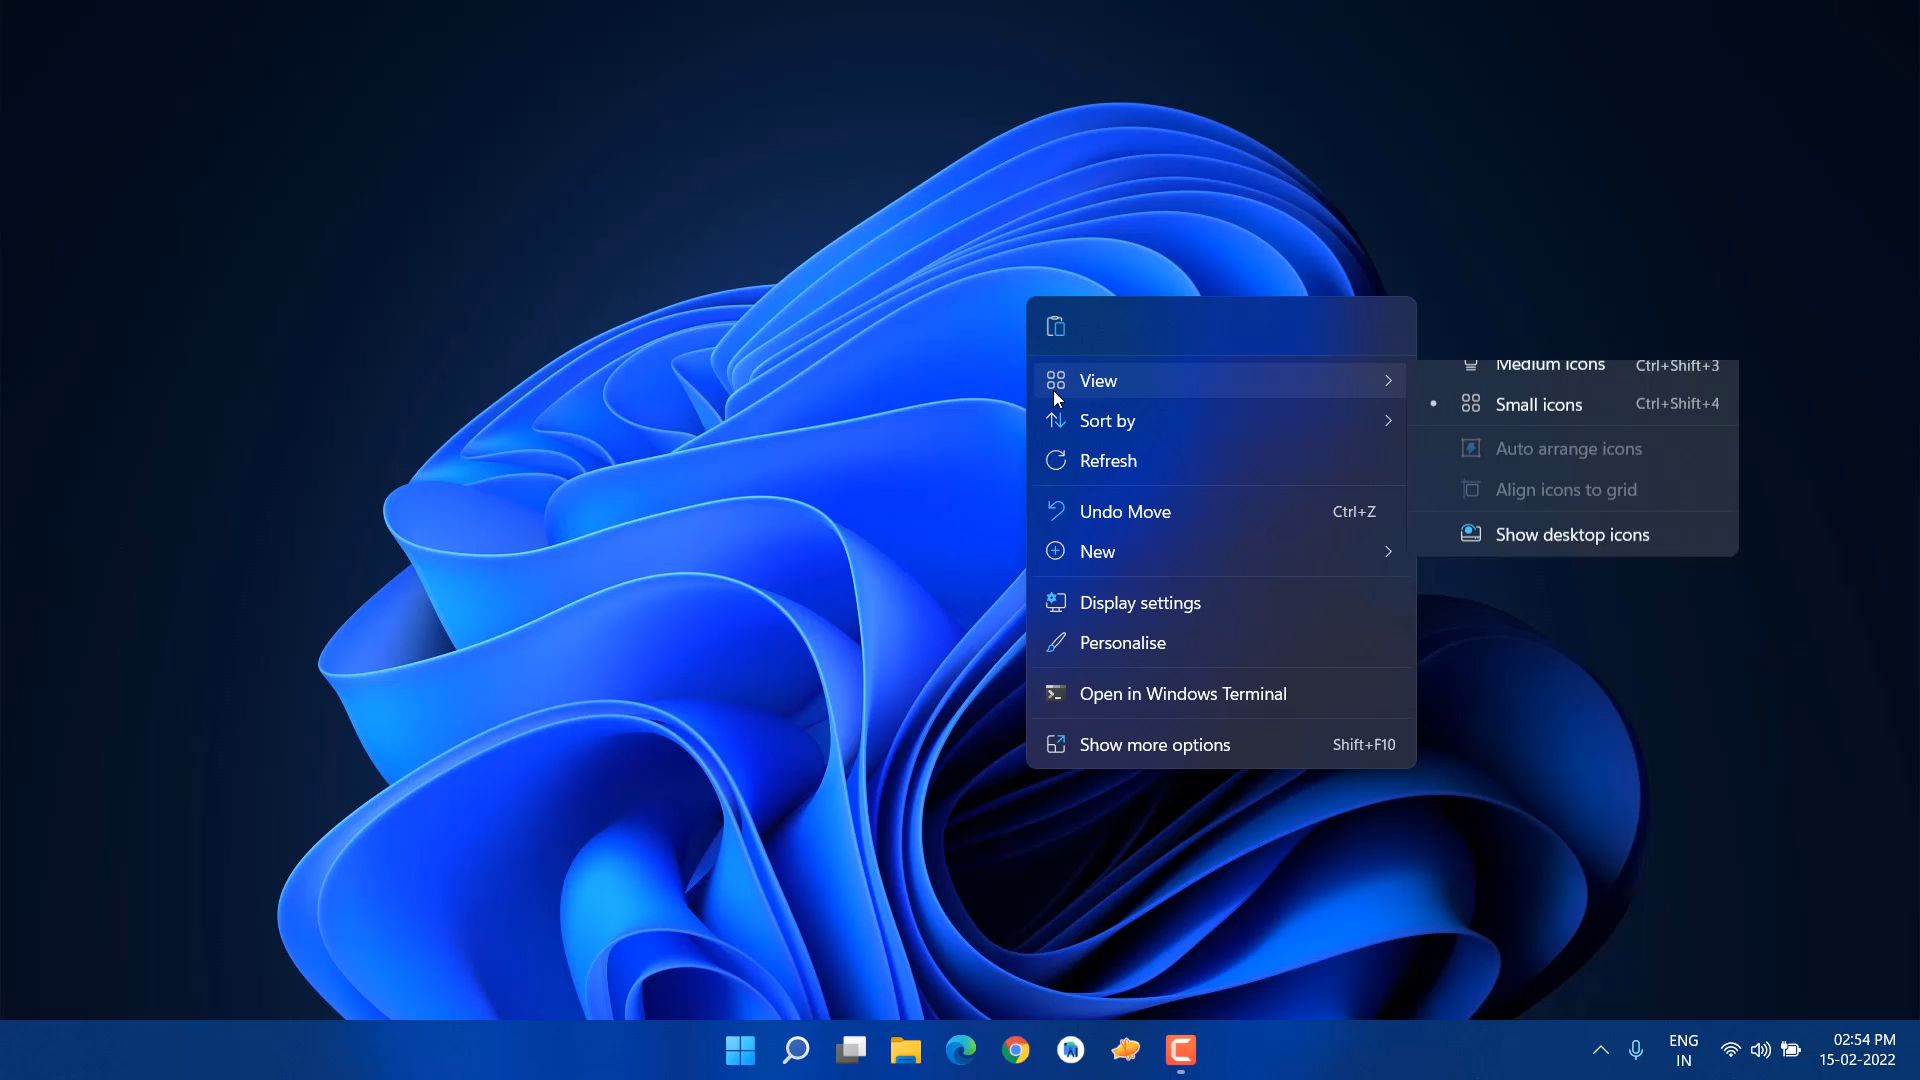 View
Sort by
Refresh
Undo Move Ctrl+Z
New
Display settings
Personalise
Open in Windows Terminal
Show more options Shift+F10
Medium icons Ctrl+Shift+3
Small icons Ctrl+Shift+4
Auto arrange icons
Align icons to grid
Show desktop icons
ENG
IN
02:54 PM
15-02-2022